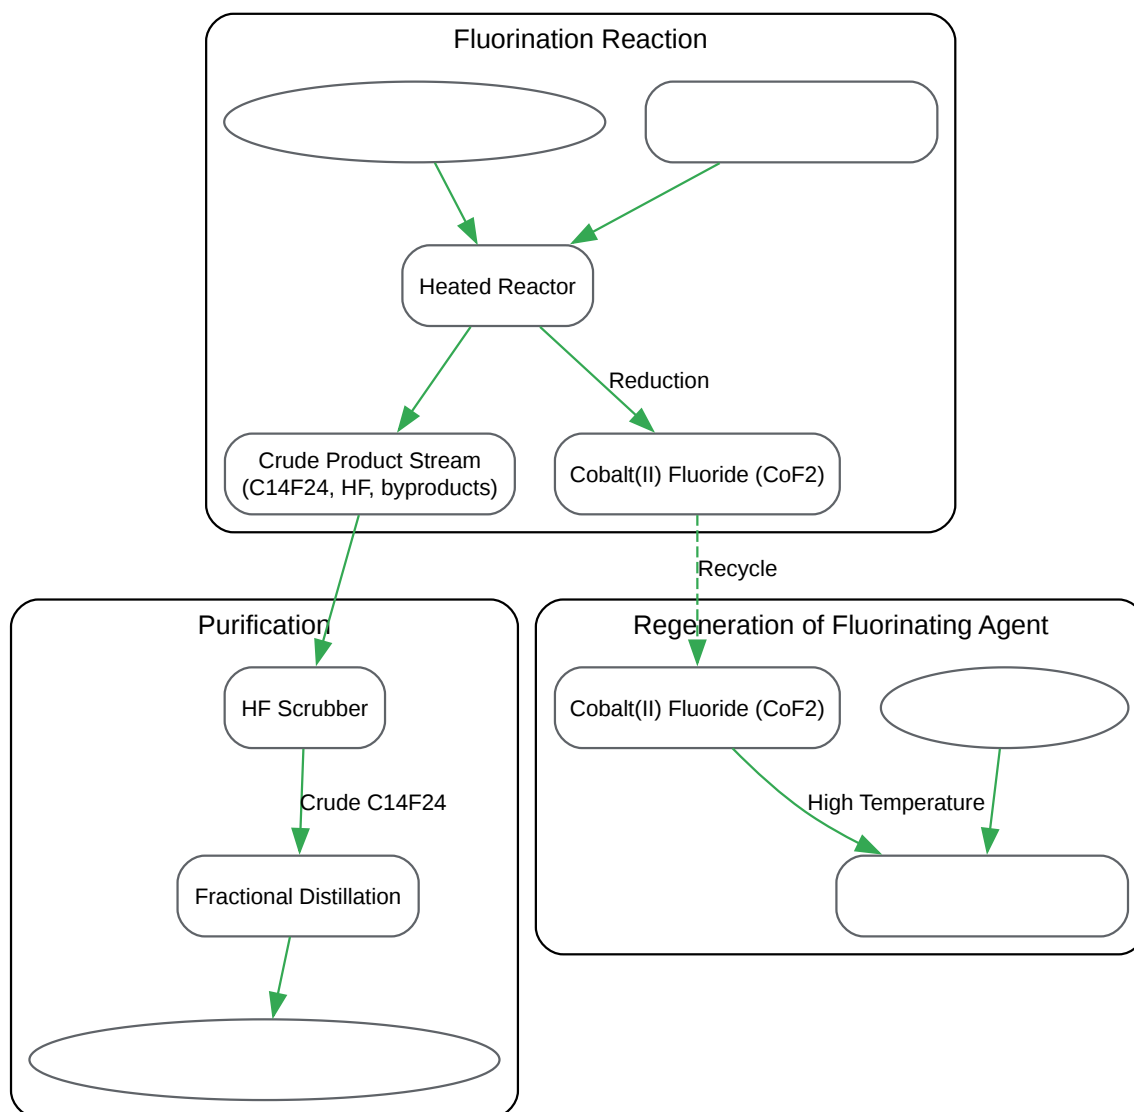 Fluorination Reaction
Heated Reactor
Reduction
Crude Product Stream
(C14F24, HF, byproducts)
Cobalt(II) Fluoride (CoF2)
Recycle
Purification
HF Scrubber
Crude C14F24
Fractional Distillation
Regeneration of Fluorinating Agent
Cobalt(II) Fluoride (CoF2)
High Temperature